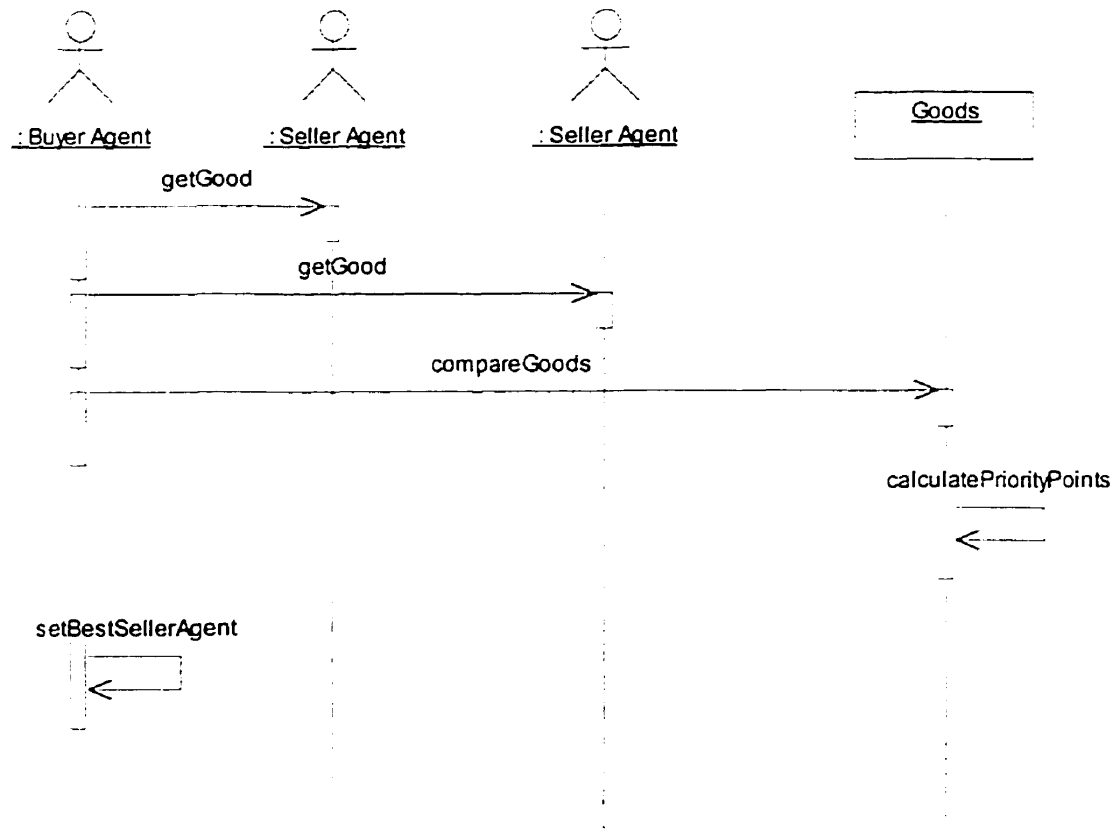 : Buyer Agent
: Seller Agent
: Seller Agent
Goods
getGood
getGood
compareGoods
calculatePriorityPoints
setBestSellerAgent